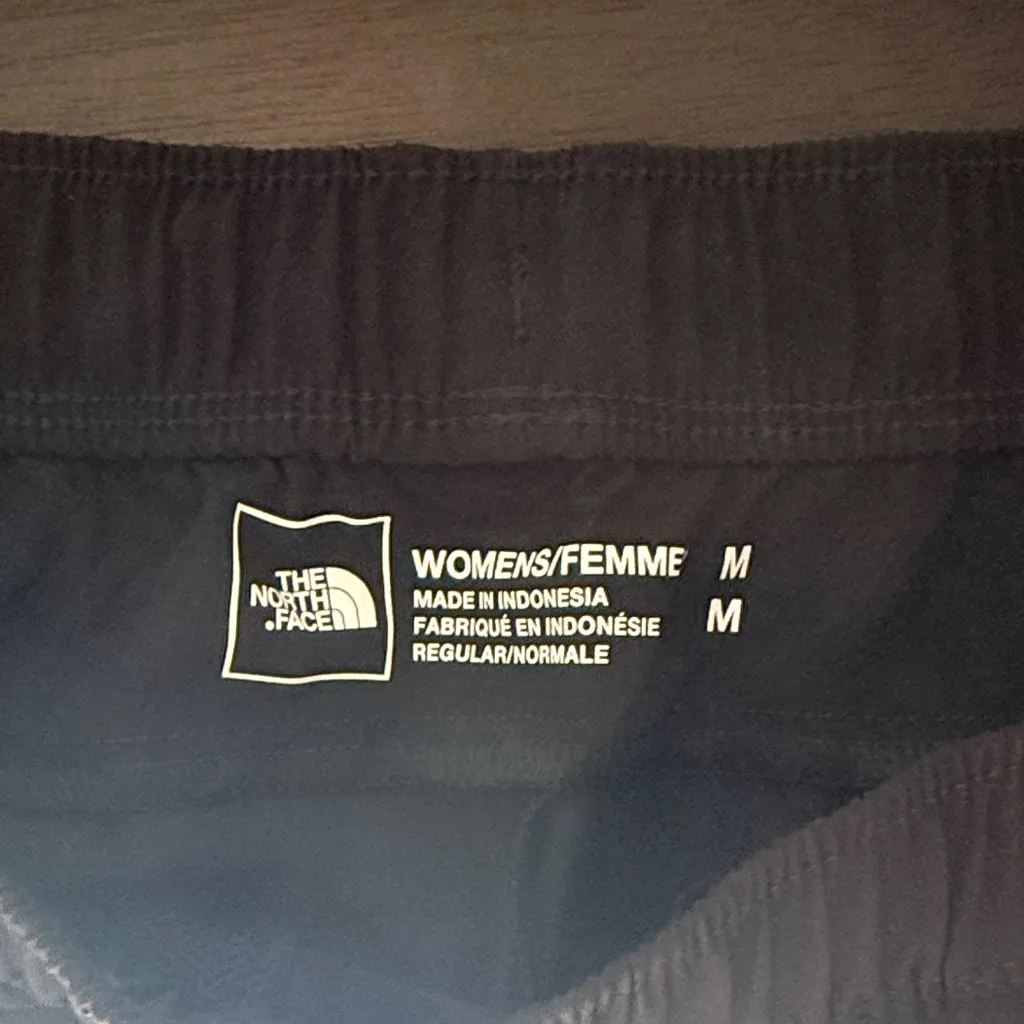 THE
NORTH
FACE
WOMENS/FEMME M
MADE IN INDONESIA M
FABRIQUÉ EN INDONÉSIE
REGULAR/NORMALE